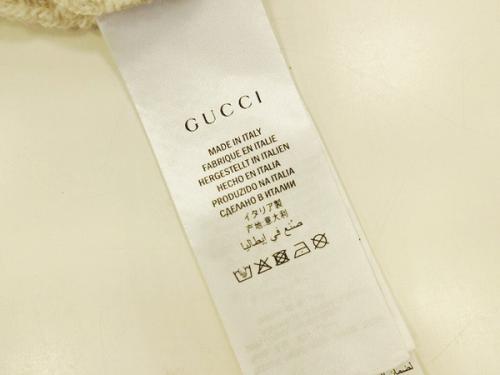 GUCCI
MADE IN ITALY
FABRIQUE EN ITALIE
HERGESTELLT IN ITALIEN
HECHO EN ITALIA
PRODUZIDO NA ITALIA
СДЕЛАНО В ИТАЛИИ
イタリア製
产地意大利
صنع في إيطاليا